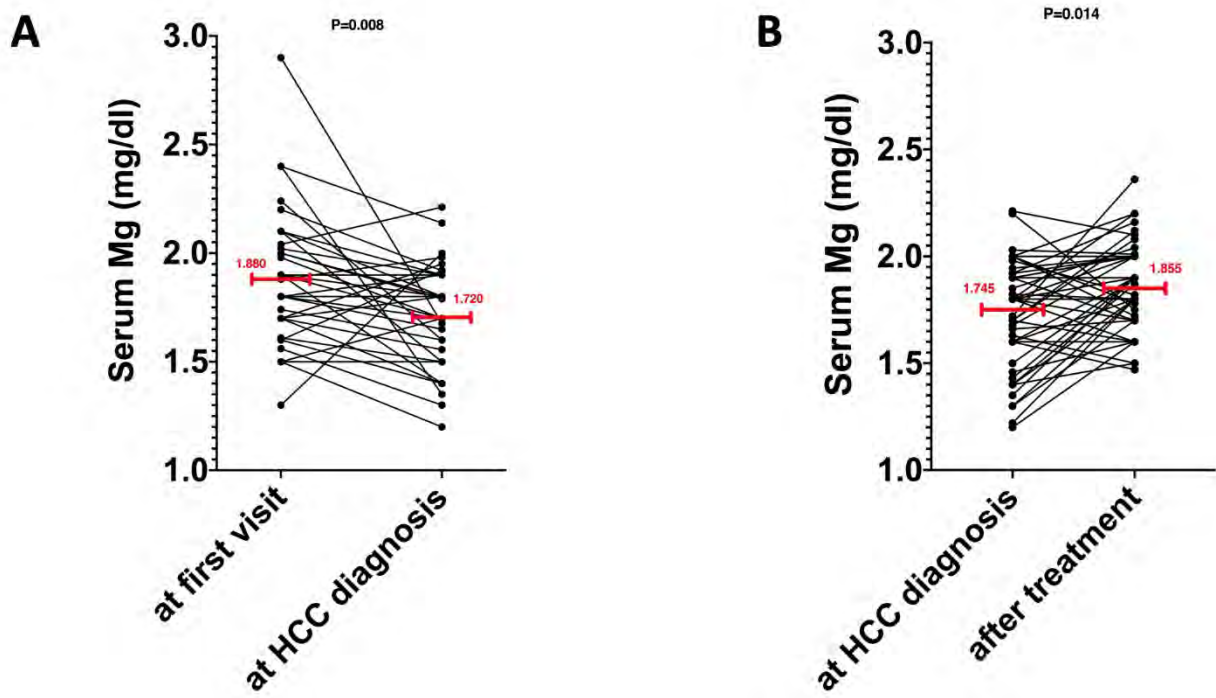 A
P=0.008
Serum Mg (mg/dl)
3.0
2.5
2.0
1.5
1.0
1.880
1.720
at first visit
at HCC diagnosis
B
P=0.014
Serum Mg (mg/dl)
3.0
2.5
2.0
1.5
1.0
1.745
1.855
at HCC diagnosis
after treatment